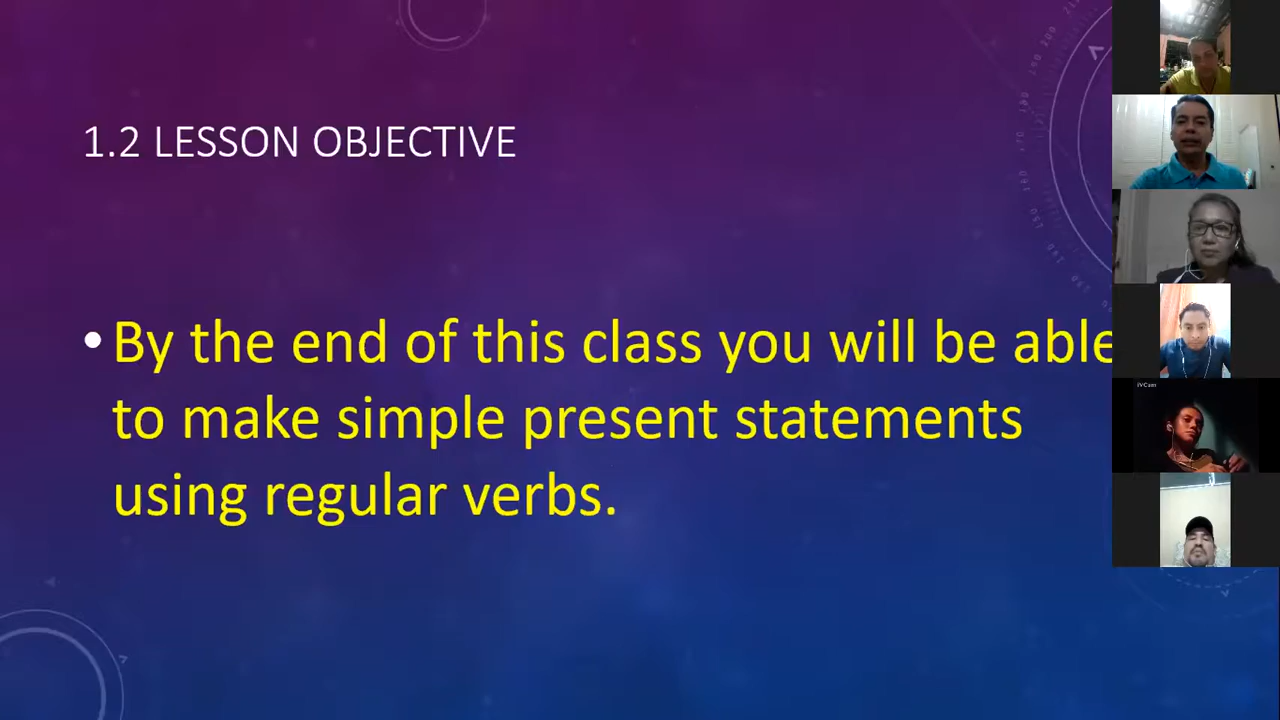 1.2 LESSON OBJECTIVE
• By the end of this class you will be able
to make simple present statements
using regular verbs.
iVCam